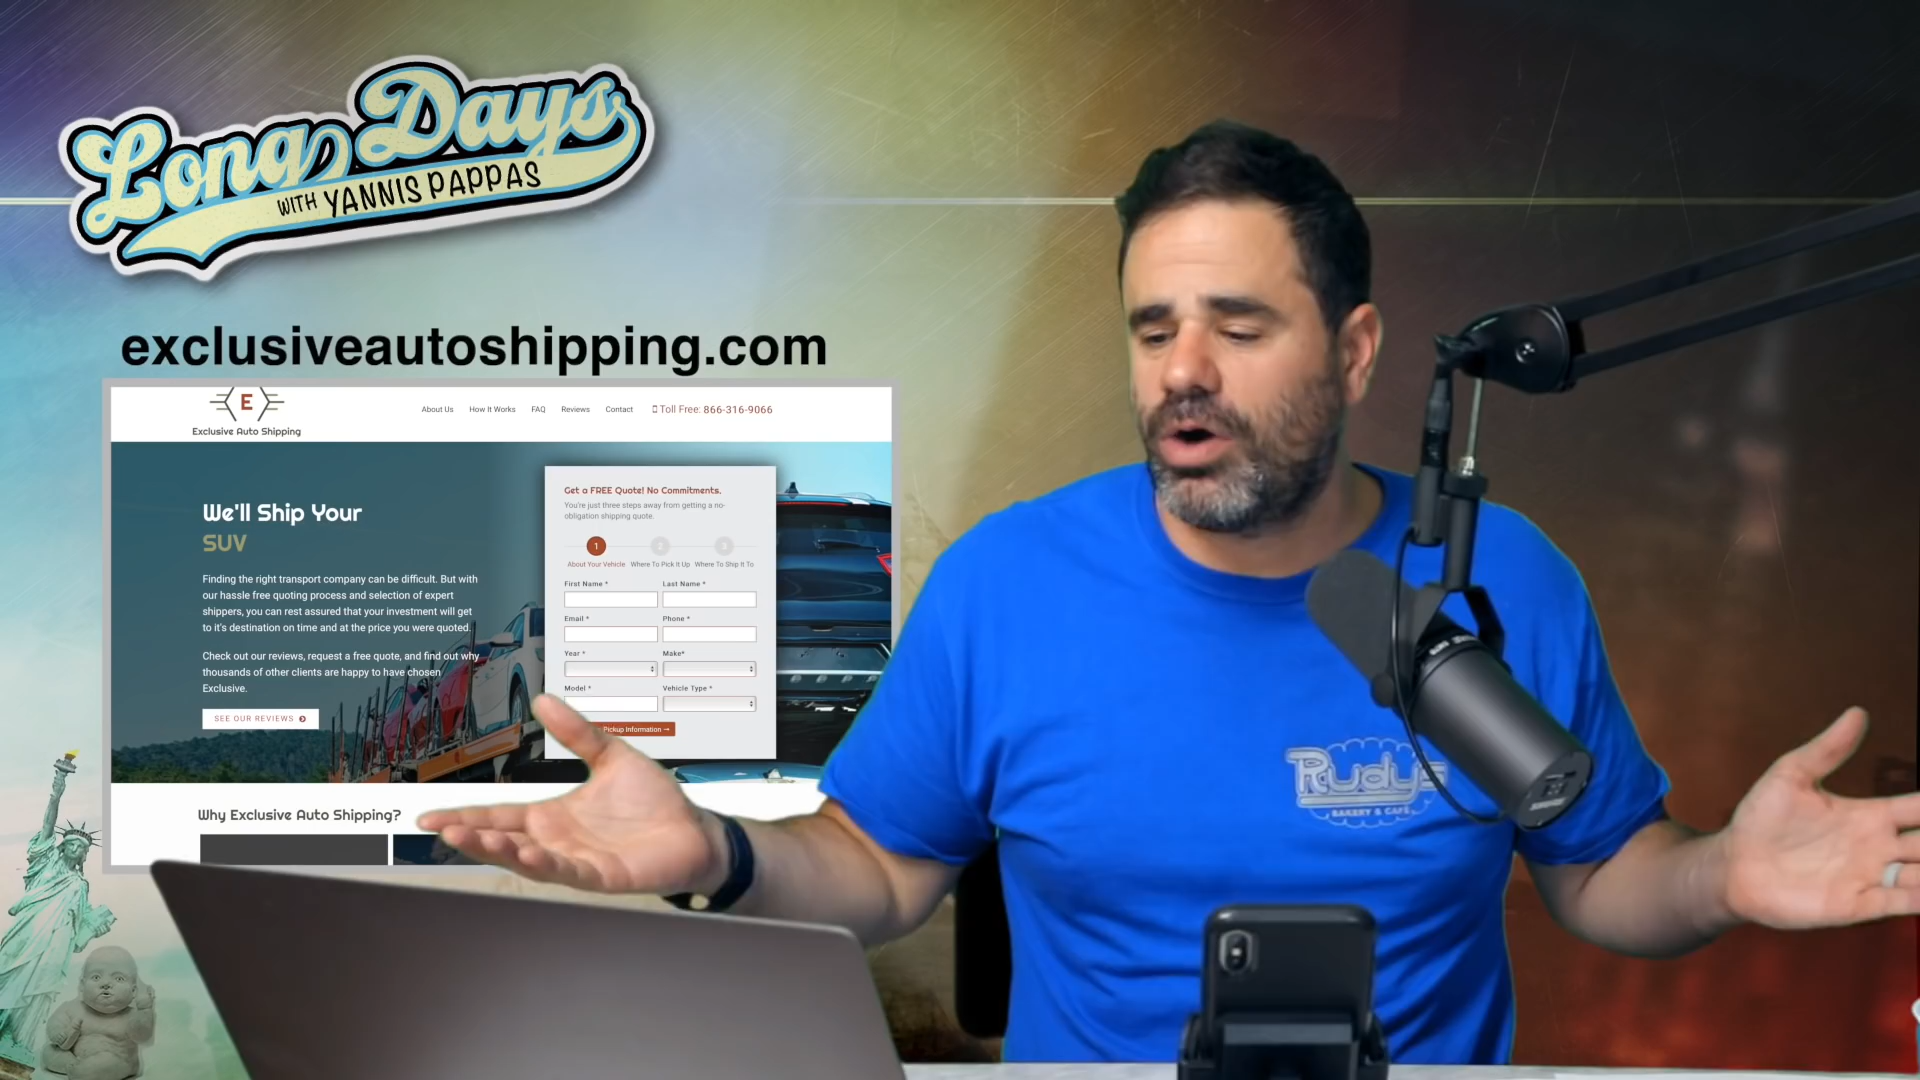 Long Days
WITH YANNIS PAPPAS
exclusiveautoshipping.com
E
Exclusive Auto Shipping
About Us How It Works FAQ Reviews Contact Toll Free: 866-316-9066
We'll Ship Your
SUV
Finding the right transport company can be difficult. But with
our hassle free quoting process and selection of expert
shippers, you can rest assured that your investment will get
to it's destination on time and at the price you were quoted.
Check out our reviews, request a free quote, and find out why
thousands of other clients are happy to have chosen
Exclusive.
SEE OUR REVIEWS
Get a FREE Quote! No Commitments.
You're just three steps away from getting a no-
obligation shipping quote.
1 2 3
About Your Vehicle Where To Pick It Up Where To Ship It To
First Name * Last Name *
Email * Phone *
Year * Make*
Model * Vehicle Type *
Pickup Information →
Why Exclusive Auto Shipping?
Rudy's
BAKERY & CAFE